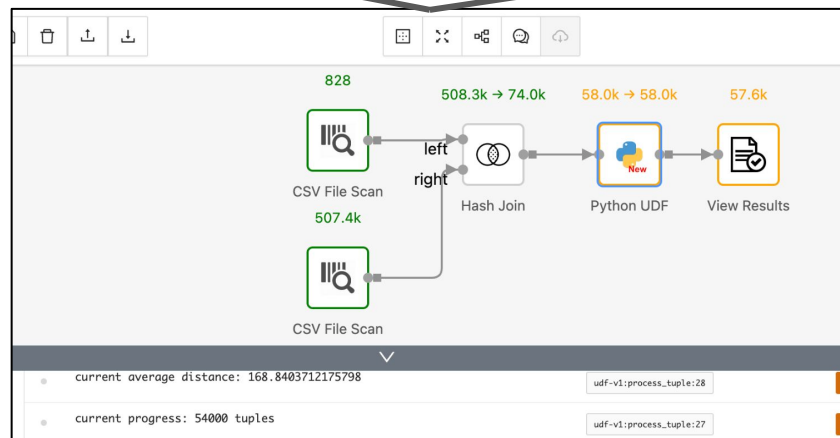 828
508.3k → 74.0k
58.0k → 58.0k
57.6k
left
right
New
CSV File Scan
Hash Join
Python UDF
View Results
507.4k
CSV File Scan
current average distance: 168.8403712175798
udf-v1:process_tuple:28
current progress: 54000 tuples
udf-v1:process_tuple:27